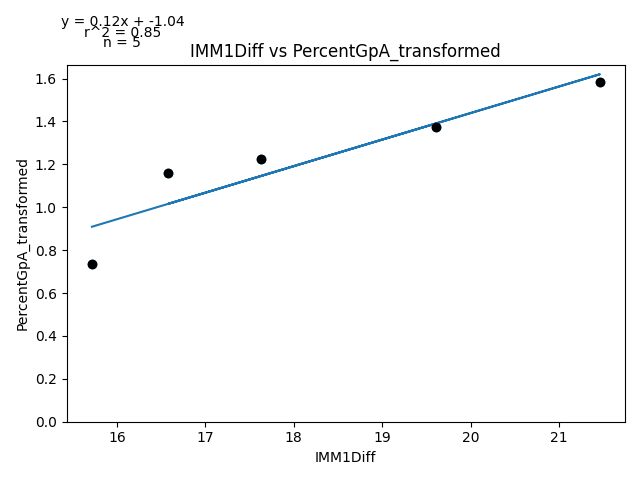 y = 0.12x + -1.04
r^2 = 0.85
n = 5
IMM1Diff vs PercentGpA_transformed
1.6
1.4
1.2
1.0
0.8
0.6
0.4
0.2
0.0
PercentGpA_transformed
16 17 18 19 20 21
IMM1Diff